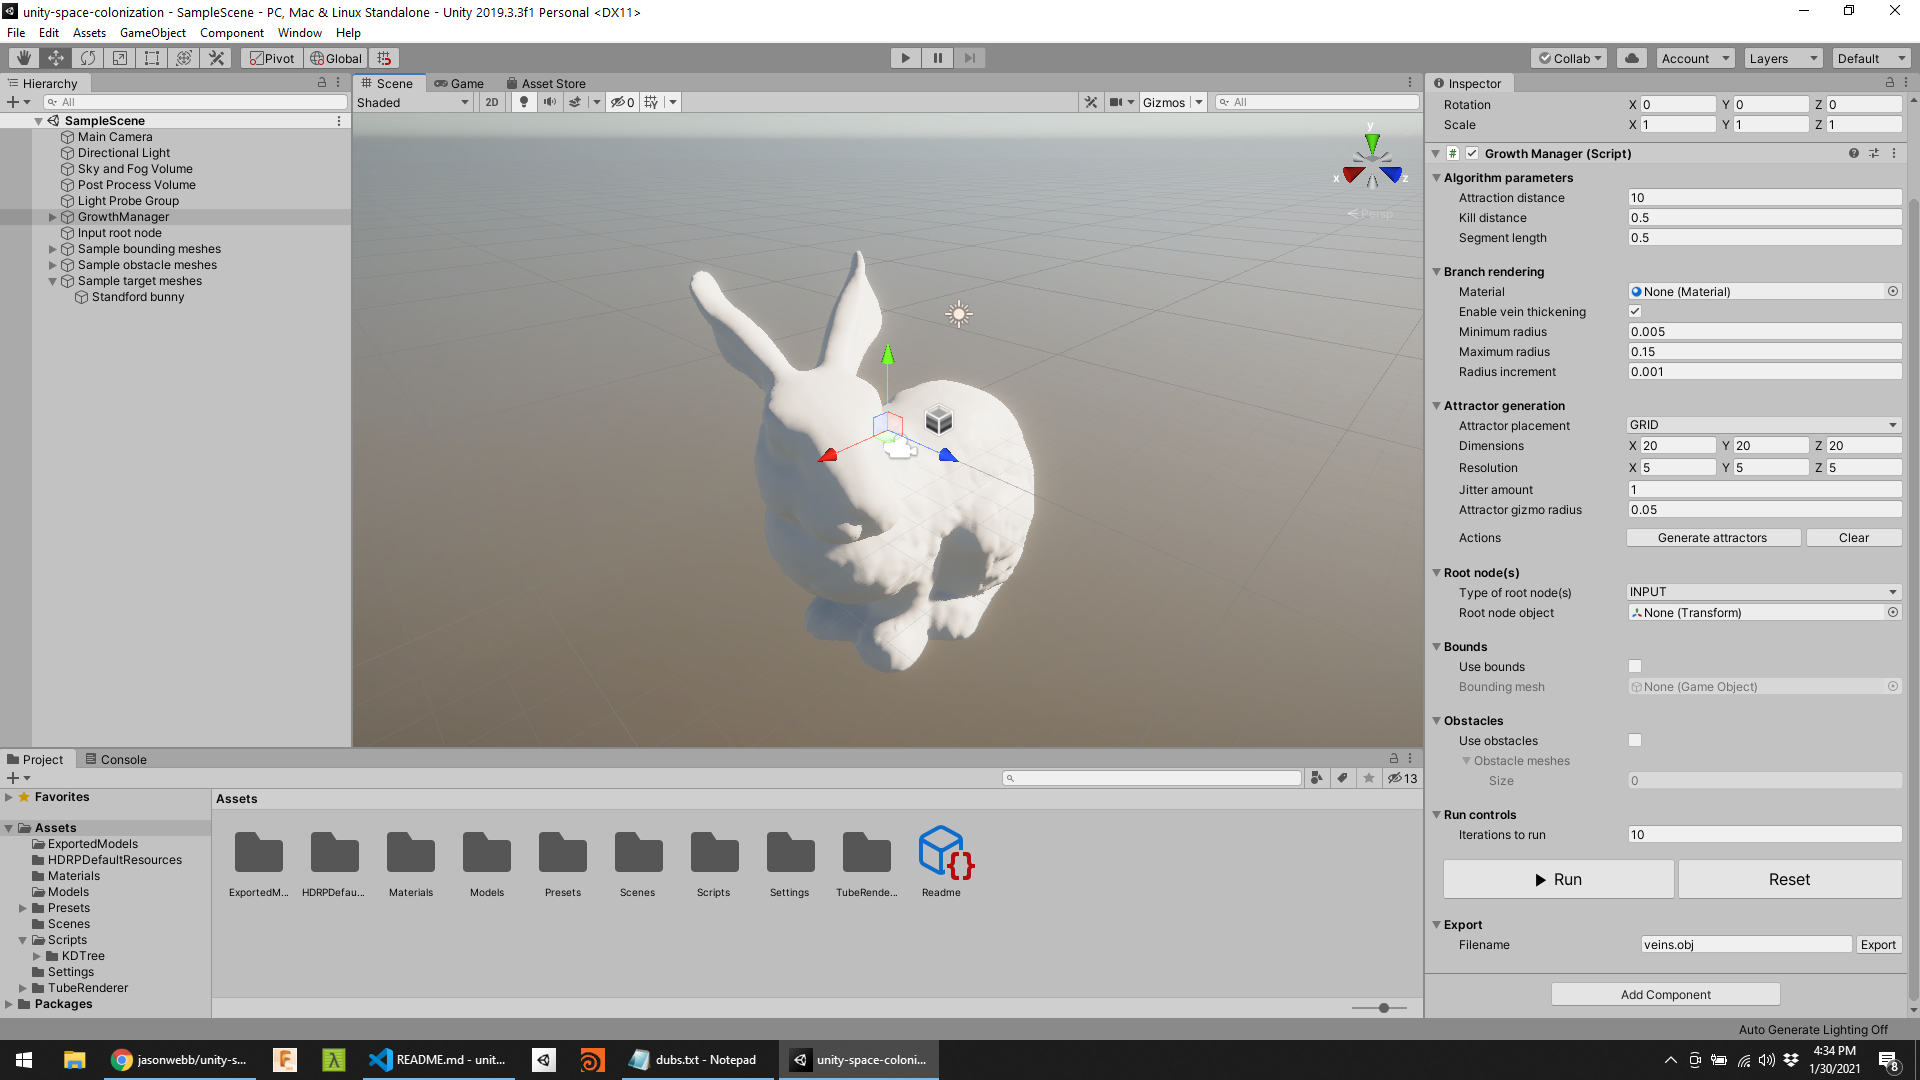 unity-space-colonization - SampleScene - PC, Mac & Linux Standalone - Unity 2019.3.3f1 Personal <DX11>
File Edit Assets GameObject Component Window Help
Pivot Global Collab Account Layers Default
Hierarchy
All
SampleScene
Main Camera
Directional Light
Sky and Fog Volume
Post Process Volume
Light Probe Group
GrowthManager
Input root node
Sample bounding meshes
Sample obstacle meshes
Sample target meshes
Standford bunny
Scene Game Asset Store
Shaded 2D 0 Gizmos All
y
x z
Persp
Inspector
Rotation X 0 Y 0 Z 0
Scale X 1 Y 1 Z 1
# Growth Manager (Script)
Algorithm parameters
Attraction distance 10
Kill distance 0.5
Segment length 0.5
Branch rendering
Material None (Material)
Enable vein thickening
Minimum radius 0.005
Maximum radius 0.15
Radius increment 0.001
Attractor generation
Attractor placement GRID
Dimensions X 20 Y 20 Z 20
Resolution X 5 Y 5 Z 5
Jitter amount 1
Attractor gizmo radius 0.05
Actions Generate attractors Clear
Root node(s)
Type of root node(s) INPUT
Root node object None (Transform)
Bounds
Use bounds
Bounding mesh None (Game Object)
Obstacles
Use obstacles
Obstacle meshes
Size 0
Run controls
Iterations to run 10
Run Reset
Export
Filename veins.obj Export
Add Component
Project Console
13
Favorites
Assets
ExportedModels
HDRPDefaultResources
Materials
Models
Presets
Scenes
Scripts
KDTree
Settings
TubeRenderer
Packages
Assets
ExportedM... HDRPDefau... Materials Models Presets Scenes Scripts Settings TubeRende... Readme
Auto Generate Lighting Off
jasonwebb/unity-s... README.md - unit... dubs.txt - Notepad unity-space-coloni...
4:34 PM
1/30/2021
8